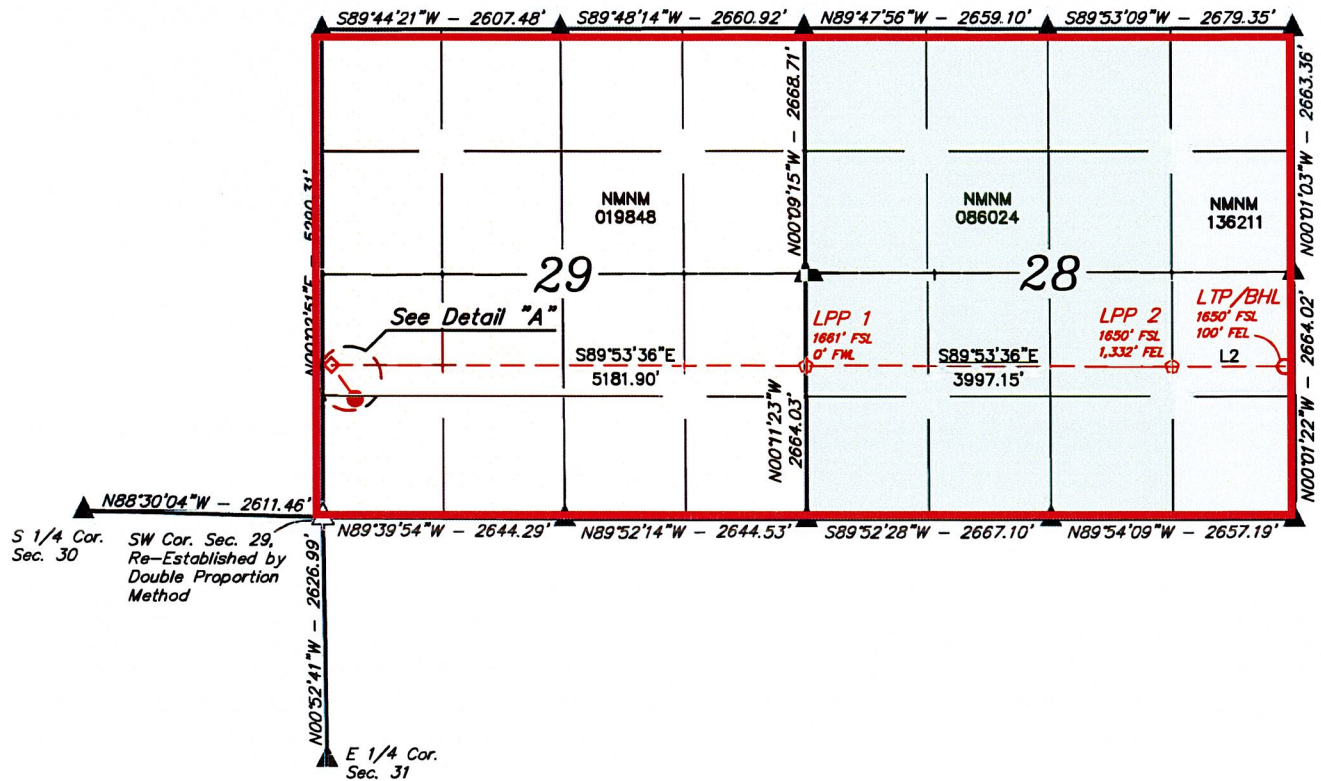 S89°44'21"W – 2607.48'
S89°48'14"W – 2660.92'
N89°47'56"W – 2659.10'
S89°53'09"W – 2679.35'
N00°09'15"W – 2668.71'
N00°01'03"W – 2663.36'
NMNM
019848
NMNM
086024
NMNM
136211
29
28
See Detail "A"
S89°53'36"E
5181.90'
LPP 1
1661' FSL
0' FWL
S89°53'36"E
3997.15'
LPP 2
1650' FSL
1,332' FEL
LTP/BHL
1650' FSL
100' FEL
L2
N00°11'23"W
2664.03'
N00°01'22"W – 2664.02'
N88°30'04"W – 2611.46'
N89°39'54"W – 2644.29'
N89°52'14"W – 2644.53'
S89°52'28"W – 2667.10'
N89°54'09"W – 2657.19'
S 1/4 Cor.
Sec. 30
SW Cor. Sec. 29,
Re-Established by
Double Proportion
Method
N00°52'41"W – 2626.99'
E 1/4 Cor.
Sec. 31